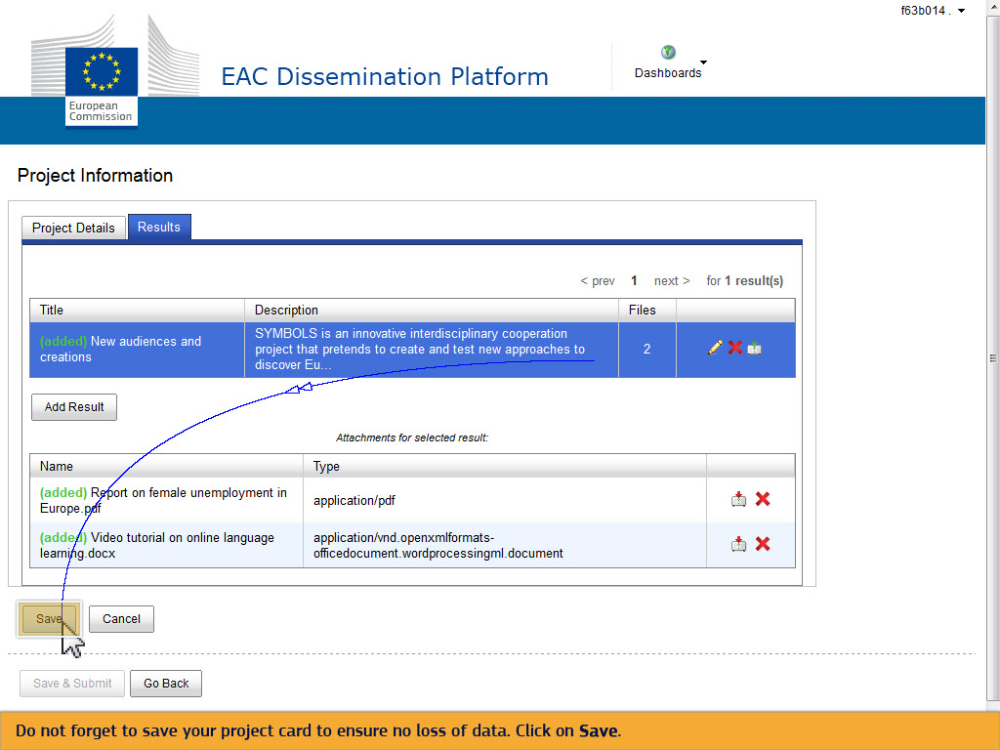 f63b014 .
EAC Dissemination Platform
Dashboards
European
Commission
Project Information
Project Details
Results
< prev 1 next > for 1 result(s)
Title Description Files
(added) New audiences and
creations
SYMBOLS is an innovative interdisciplinary cooperation
project that pretends to create and test new approaches to
discover Eu...
2
Add Result
Attachments for selected result:
Name Type
(added) Report on female unemployment in
Europe.pdf
application/pdf
(added) Video tutorial on online language
learning.docx
application/vnd.openxmlformats-
officedocument.wordprocessingml.document
Save Cancel
Save & Submit Go Back
Do not forget to save your project card to ensure no loss of data. Click on Save.